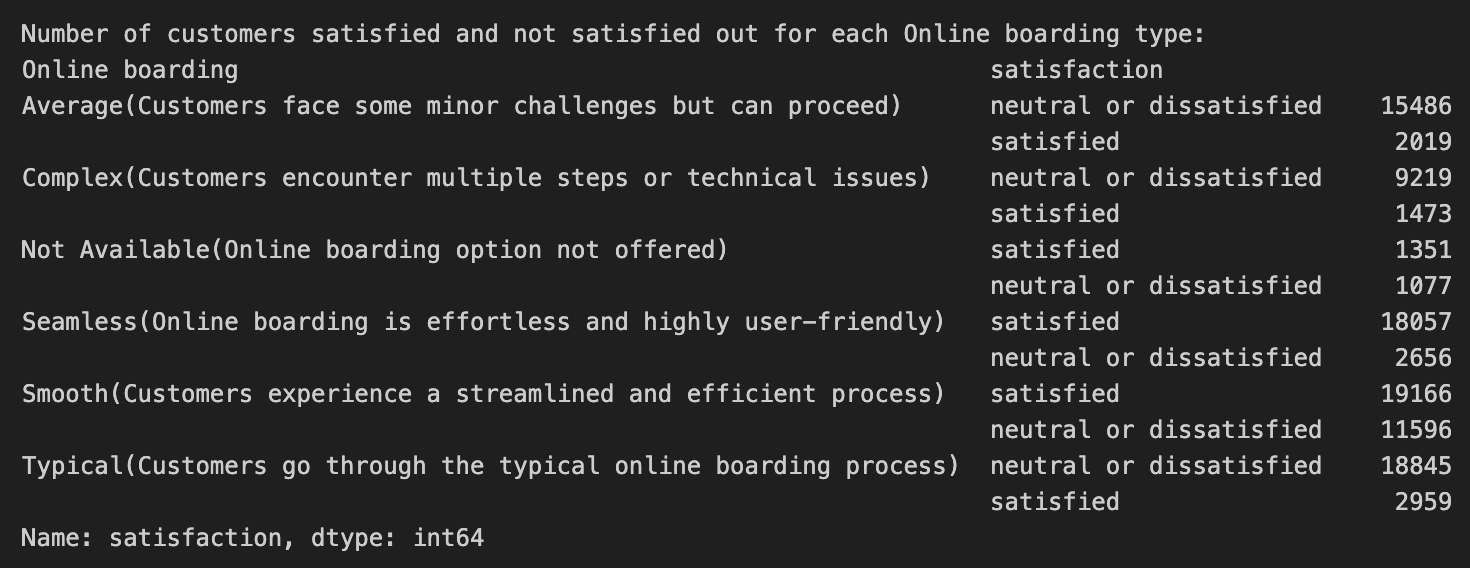 Number of customers satisfied and not satisfied out for each Online boarding type:
Online boarding satisfaction
Average(Customers face some minor challenges but can proceed) neutral or dissatisfied 15486
satisfied 2019
Complex(Customers encounter multiple steps or technical issues) neutral or dissatisfied 9219
satisfied 1473
Not Available(Online boarding option not offered) satisfied 1351
neutral or dissatisfied 1077
Seamless(Online boarding is effortless and highly user-friendly) satisfied 18057
neutral or dissatisfied 2656
Smooth(Customers experience a streamlined and efficient process) satisfied 19166
neutral or dissatisfied 11596
Typical(Customers go through the typical online boarding process) neutral or dissatisfied 18845
satisfied 2959
Name: satisfaction, dtype: int64